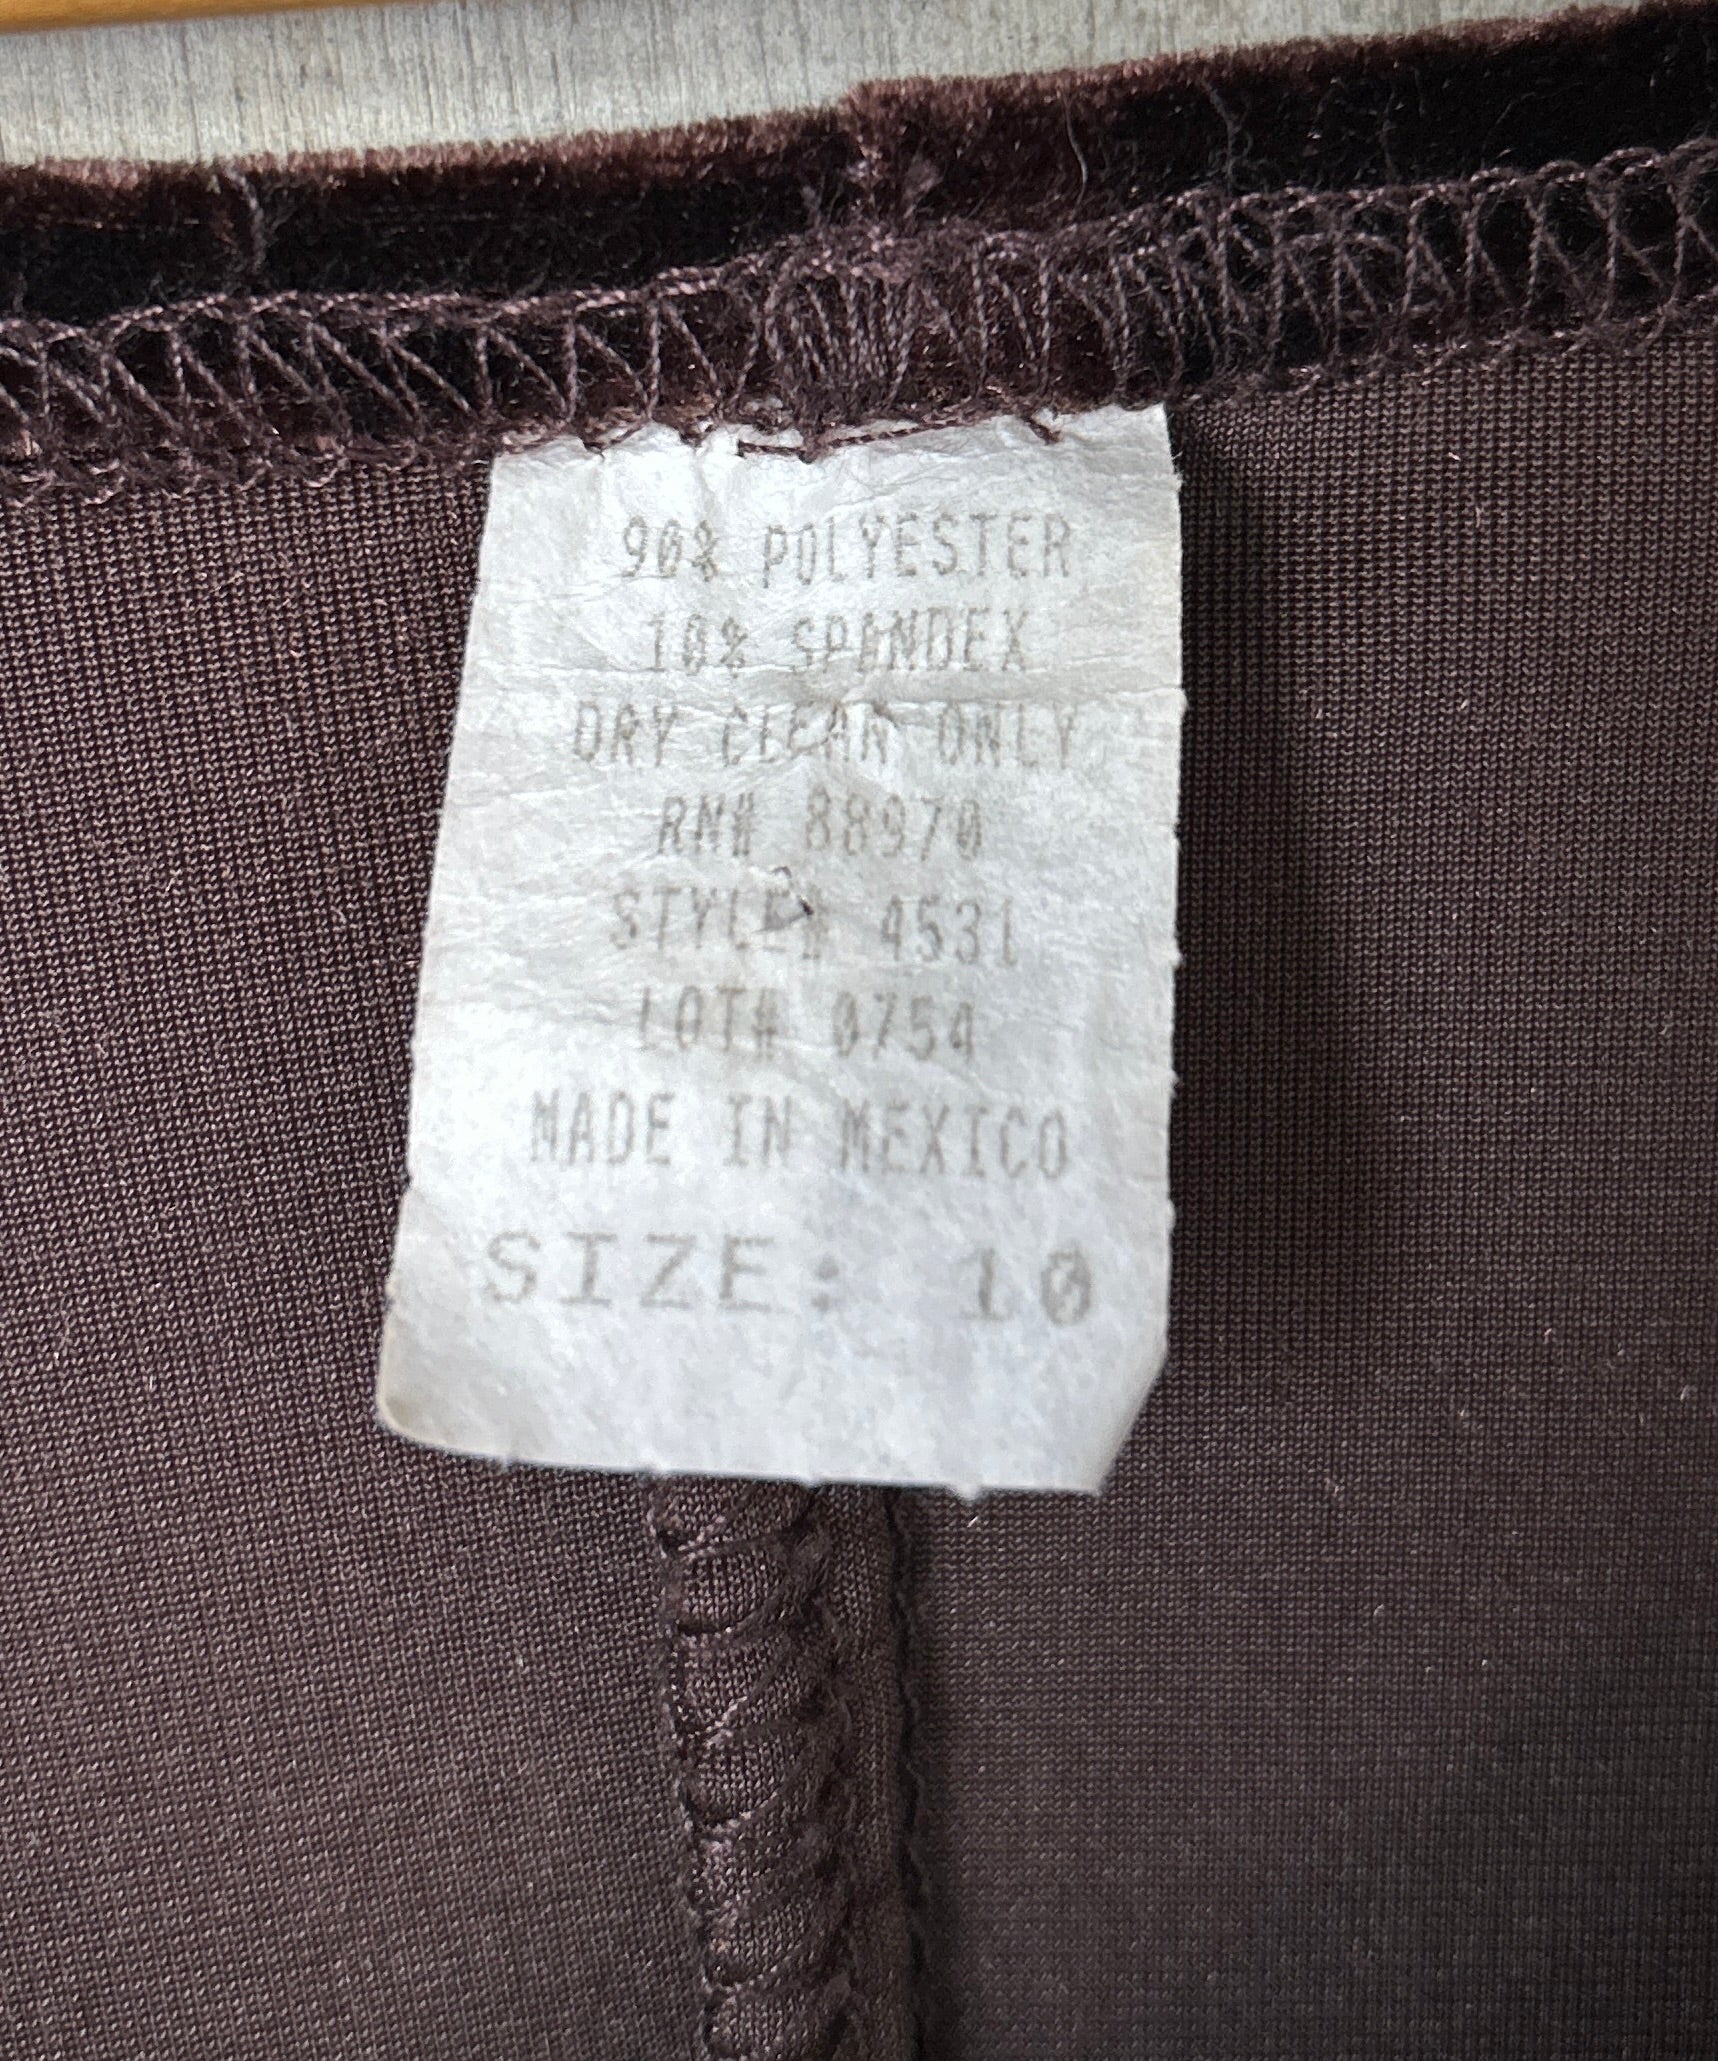 90% POLYESTER
10% SPANDEX
DRY CLEAN ONLY
RN# 88970
STYLE# 4531
LOT# 0754
MADE IN MEXICO
SIZE: 10